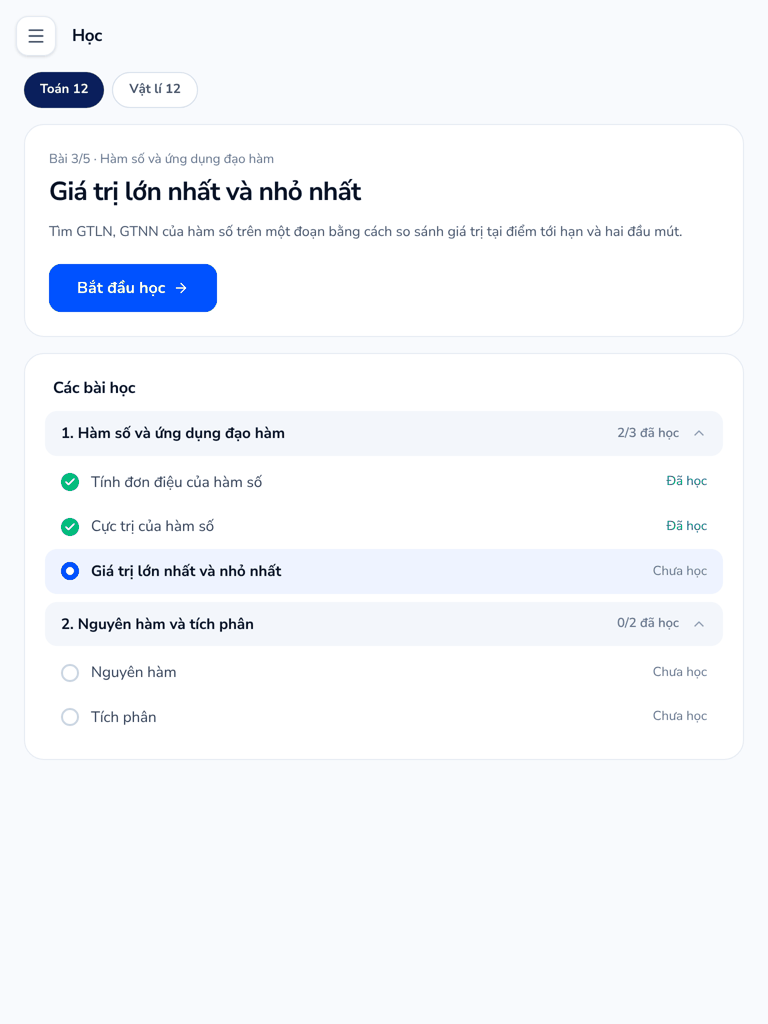 Học
Toán 12
Vật lí 12
Bài 3/5 · Hàm số và ứng dụng đạo hàm
Giá trị lớn nhất và nhỏ nhất
Tìm GTLN, GTNN của hàm số trên một đoạn bằng cách so sánh giá trị tại điểm tới hạn và hai đầu mút.
Bắt đầu học →
Các bài học
1. Hàm số và ứng dụng đạo hàm 2/3 đã học
Tính đơn điệu của hàm số Đã học
Cực trị của hàm số Đã học
Giá trị lớn nhất và nhỏ nhất Chưa học
2. Nguyên hàm và tích phân 0/2 đã học
Nguyên hàm Chưa học
Tích phân Chưa học